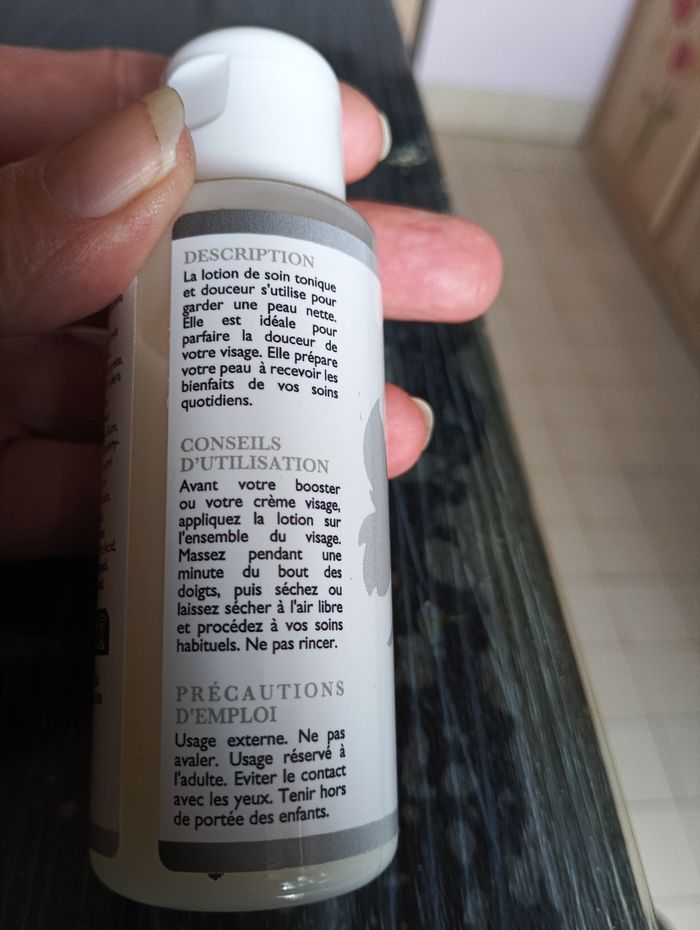 DESCRIPTION
La lotion de soin tonique
et douceur s'utilise pour
garder une peau nette.
Elle est idéale pour
parfaire la douceur de
votre visage. Elle prépare
votre peau à recevoir les
bienfaits de vos soins
quotidiens.
CONSEILS
D'UTILISATION
Avant votre booster
ou votre crème visage,
appliquez la lotion sur
l'ensemble du visage.
Massez pendant une
minute du bout des
doigts, puis séchez ou
laissez sécher à l'air libre
et procédez à vos soins
habituels. Ne pas rincer.
PRÉCAUTIONS
D'EMPLOI
Usage externe. Ne pas
avaler. Usage réservé à
l'adulte. Eviter le contact
avec les yeux. Tenir hors
de portée des enfants.